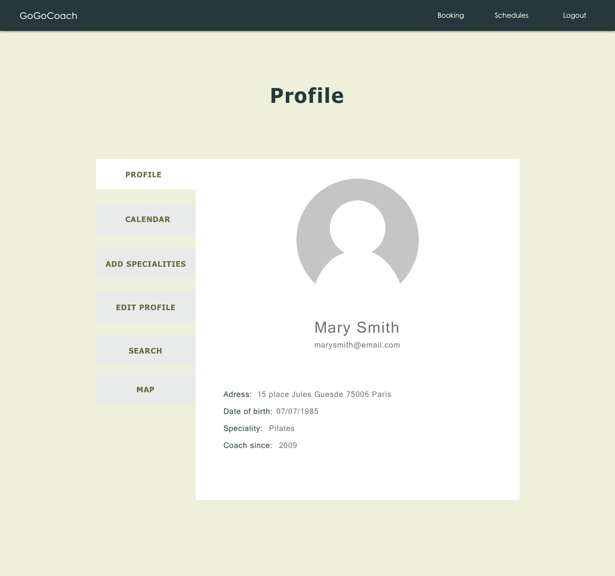 GoGoCoach Booking Schedules Logout
Profile
PROFILE
CALENDAR
ADD SPECIALITIES
EDIT PROFILE
SEARCH
MAP
Mary Smith
marysmith@email.com
Adress: 15 place Jules Guesde 75006 Paris
Date of birth: 07/07/1985
Speciality: Pilates
Coach since: 2009